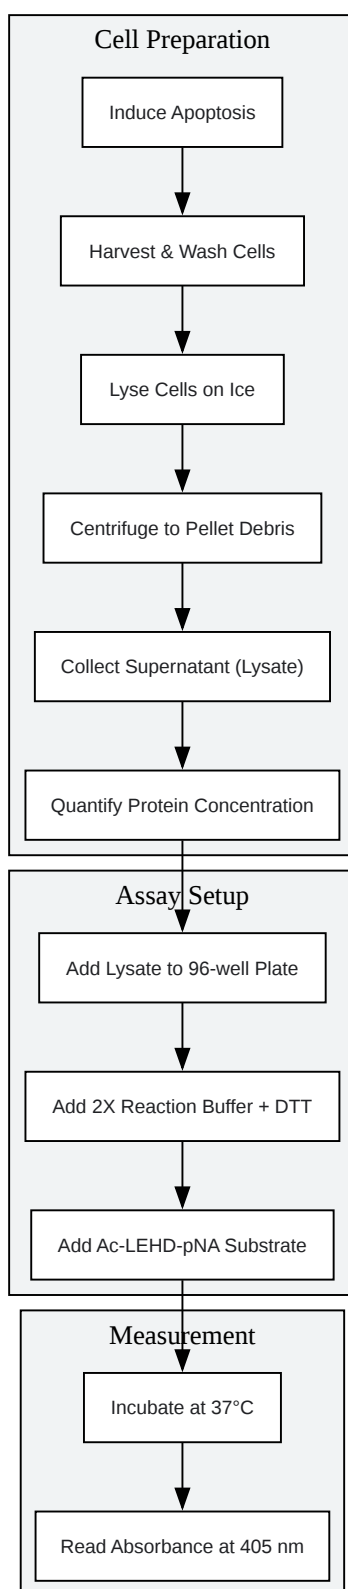 Cell Preparation
Induce Apoptosis
Harvest & Wash Cells
Lyse Cells on Ice
Centrifuge to Pellet Debris
Collect Supernatant (Lysate)
Quantify Protein Concentration
Assay Setup
Add Lysate to 96-well Plate
Add 2X Reaction Buffer + DTT
Add Ac-LEHD-pNA Substrate
Measurement
Incubate at 37°C
Read Absorbance at 405 nm